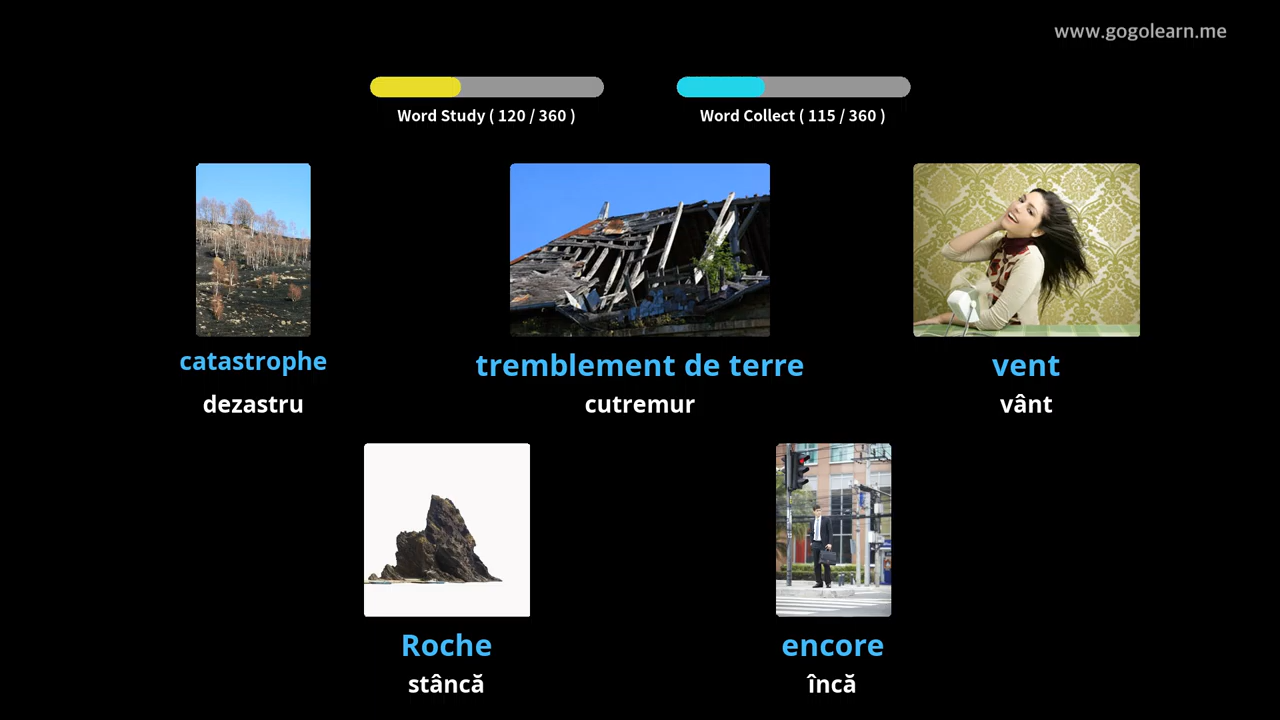 www.gogolearn.me
Word Study ( 120 / 360 )
Word Collect ( 115 / 360 )
catastrophe
dezastru
tremblement de terre
cutremur
vent
vânt
Roche
stâncă
encore
încă